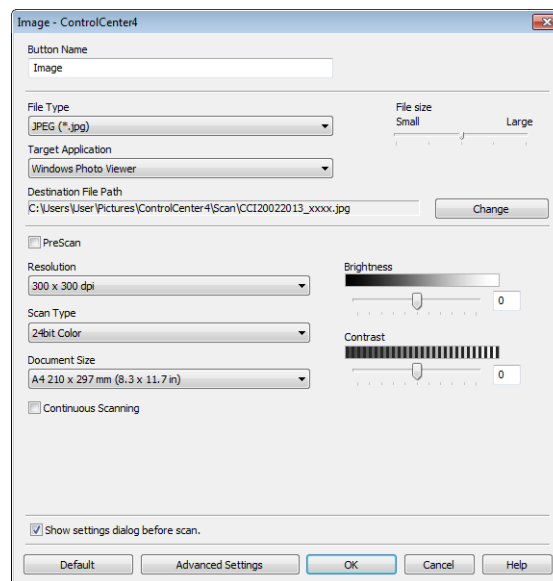 Image - ControlCenter4
Button Name
Image
File Type
JPEG (*.jpg)
File size
Small Large
Target Application
Windows Photo Viewer
Destination File Path
C:\Users\User\Pictures\ControlCenter4\Scan\CCI20022013_xxxx.jpg
Change
PreScan
Resolution
300 x 300 dpi
Brightness
0
Scan Type
24bit Color
Contrast
0
Document Size
A4 210 x 297 mm (8.3 x 11.7 in)
Continuous Scanning
Show settings dialog before scan.
Default Advanced Settings OK Cancel Help